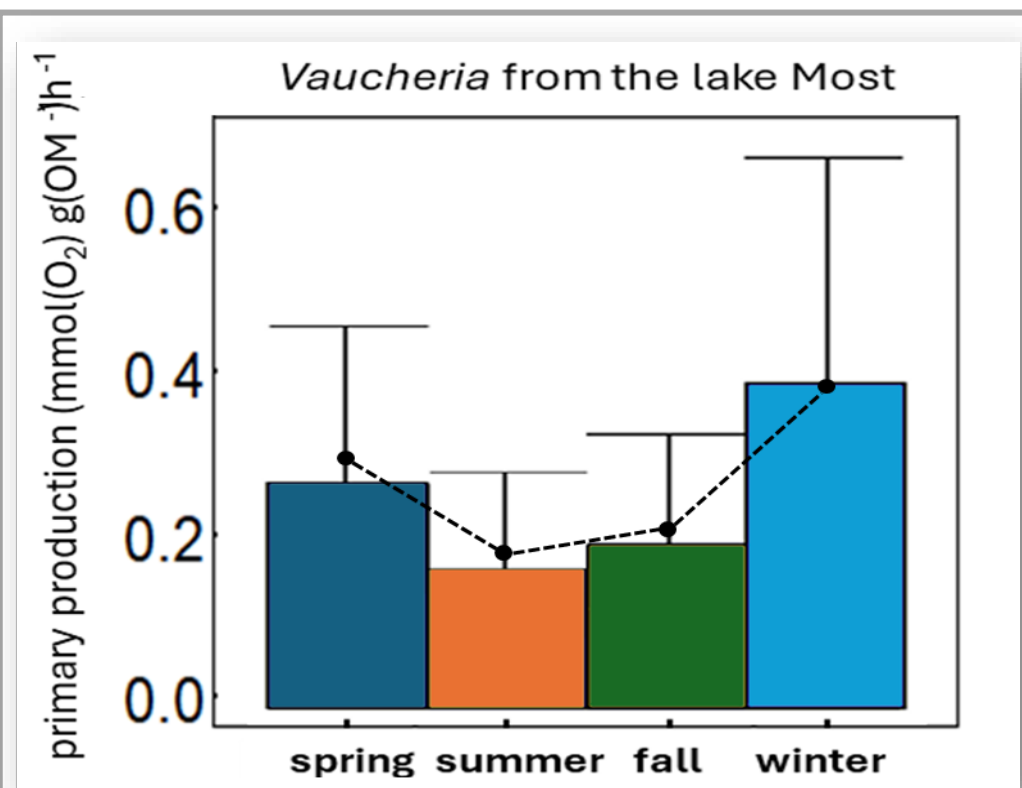 Vaucheria from the lake Most
primary production (mmol(O₂) g(OM⁻¹)h⁻¹
0.6
0.4
0.2
0.0
spring summer fall winter